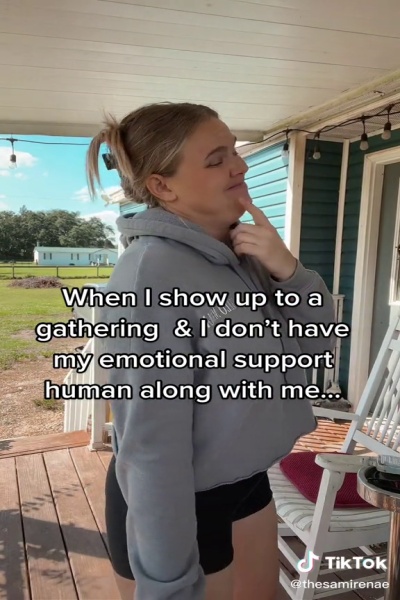 When I show up to a
gathering & I don't have
my emotional support
human along with me...
TikTok
@thesamirenae